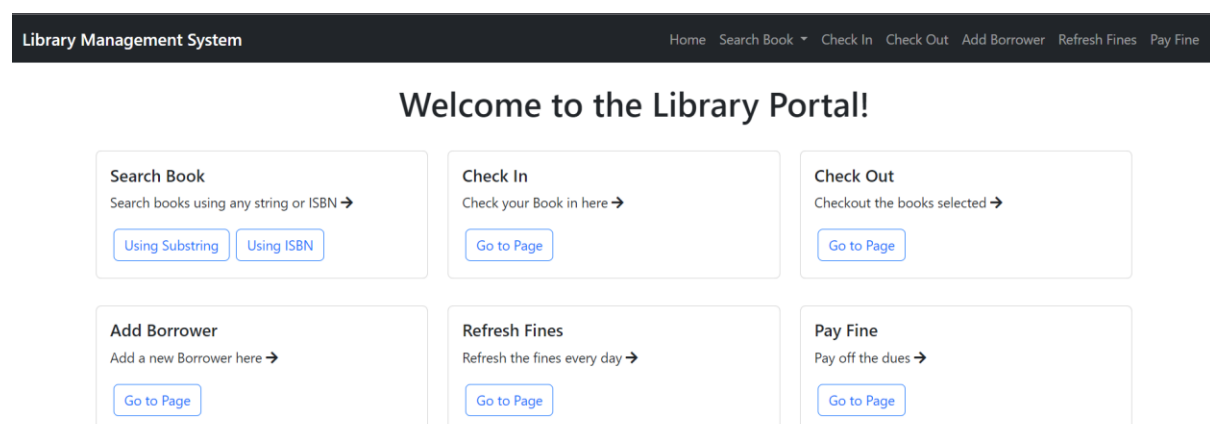 Library Management System
Home Search Book Check In Check Out Add Borrower Refresh Fines Pay Fine
Welcome to the Library Portal!
Search Book
Search books using any string or ISBN →
Using Substring Using ISBN
Check In
Check your Book in here →
Go to Page
Check Out
Checkout the books selected →
Go to Page
Add Borrower
Add a new Borrower here →
Go to Page
Refresh Fines
Refresh the fines every day →
Go to Page
Pay Fine
Pay off the dues →
Go to Page